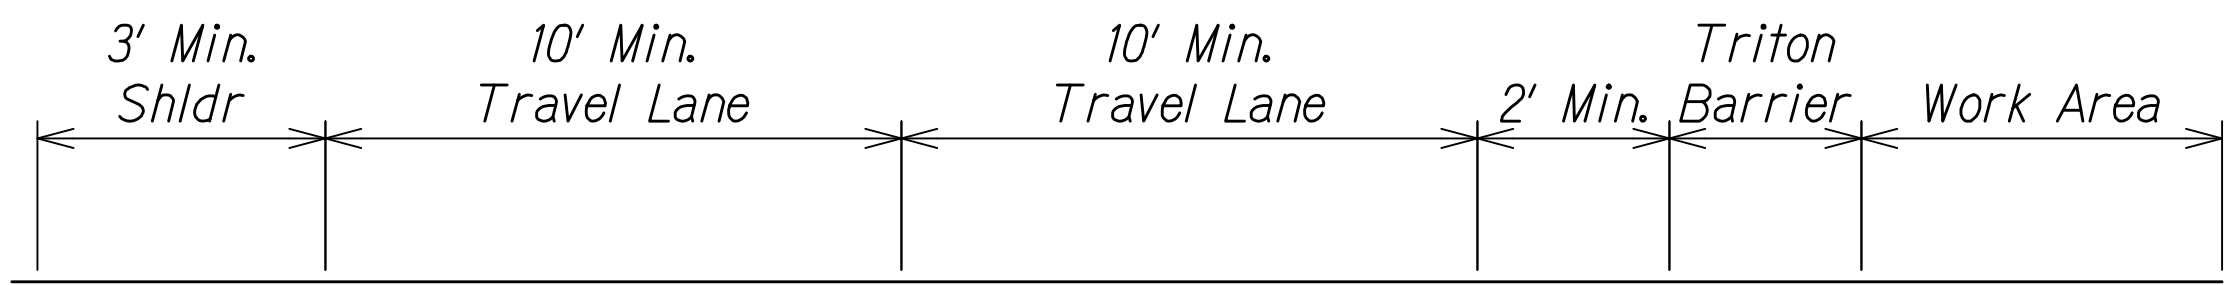 3' Min.
Shldr
10' Min.
Travel Lane
10' Min.
Travel Lane
2' Min.
Triton
Barrier
Work Area